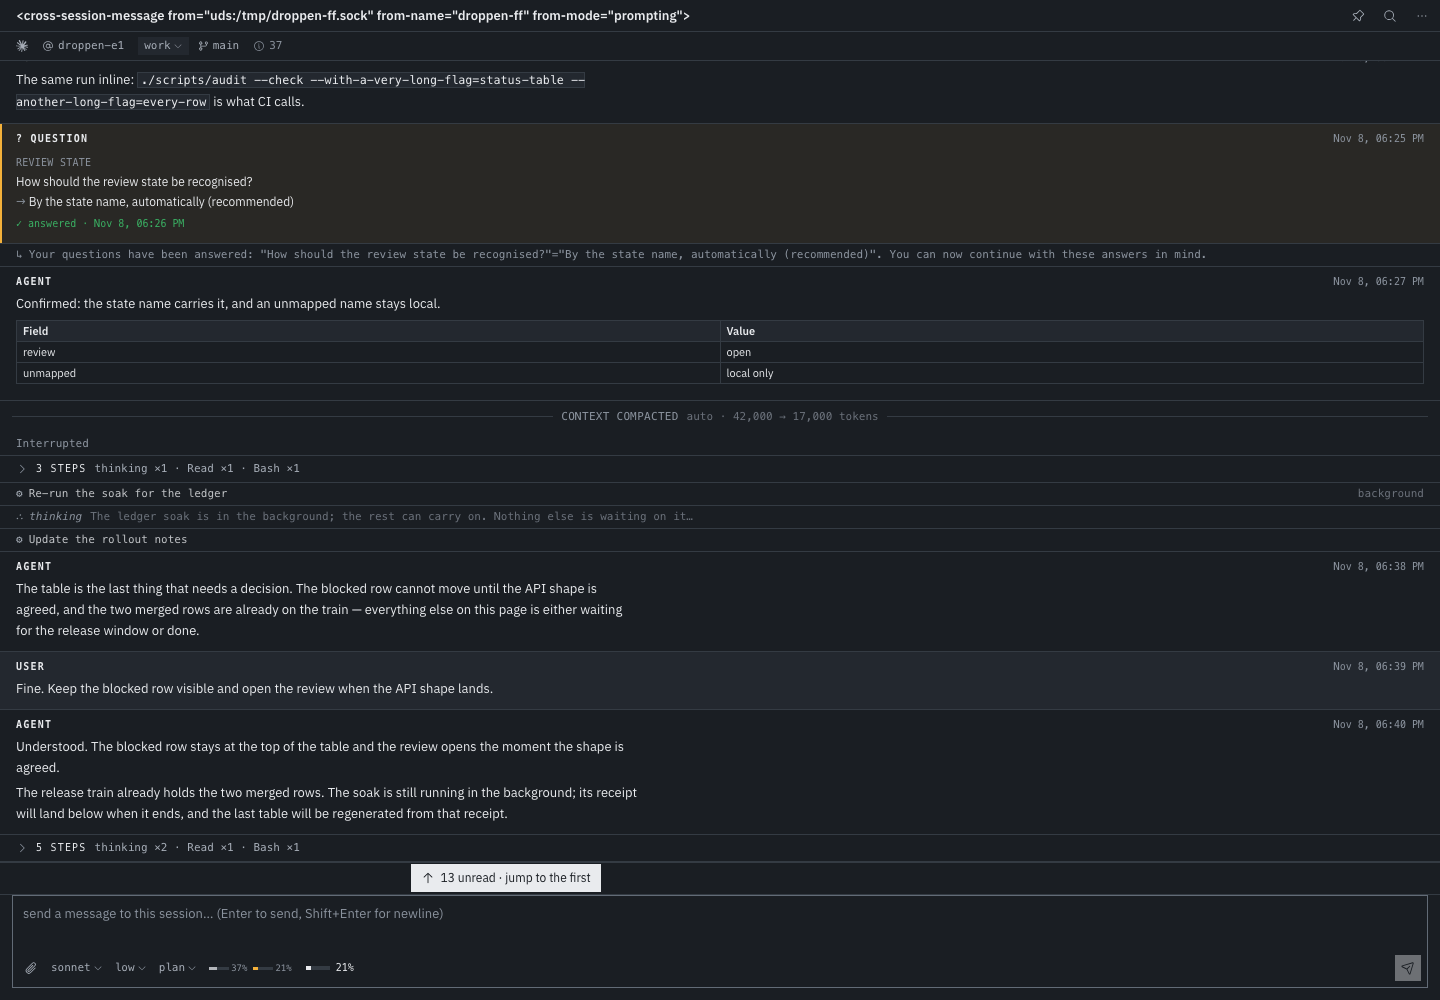 <cross-session-message from="uds:/tmp/droppen-ff.sock" from-name="droppen-ff" from-mode="prompting">
@ droppen-e1 work main 37
The same run inline: ./scripts/audit --check --with-a-very-long-flag=status-table --
another-long-flag=every-row is what CI calls.
? QUESTION Nov 8, 06:25 PM
REVIEW STATE
How should the review state be recognised?
→ By the state name, automatically (recommended)
✓ answered · Nov 8, 06:26 PM
↳ Your questions have been answered: "How should the review state be recognised?"="By the state name, automatically (recommended)". You can now continue with these answers in mind.
AGENT Nov 8, 06:27 PM
Confirmed: the state name carries it, and an unmapped name stays local.
Field Value
review open
unmapped local only
CONTEXT COMPACTED auto · 42,000 → 17,000 tokens
Interrupted
3 STEPS thinking ×1 · Read ×1 · Bash ×1
⚙ Re-run the soak for the ledger background
∴ thinking The ledger soak is in the background; the rest can carry on. Nothing else is waiting on it…
⚙ Update the rollout notes
AGENT Nov 8, 06:38 PM
The table is the last thing that needs a decision. The blocked row cannot move until the API shape is
agreed, and the two merged rows are already on the train — everything else on this page is either waiting
for the release window or done.
USER Nov 8, 06:39 PM
Fine. Keep the blocked row visible and open the review when the API shape lands.
AGENT Nov 8, 06:40 PM
Understood. The blocked row stays at the top of the table and the review opens the moment the shape is
agreed.
The release train already holds the two merged rows. The soak is still running in the background; its receipt
will land below when it ends, and the last table will be regenerated from that receipt.
5 STEPS thinking ×2 · Read ×1 · Bash ×1
↑ 13 unread · jump to the first
send a message to this session... (Enter to send, Shift+Enter for newline)
sonnet low plan 37% 21% 21%